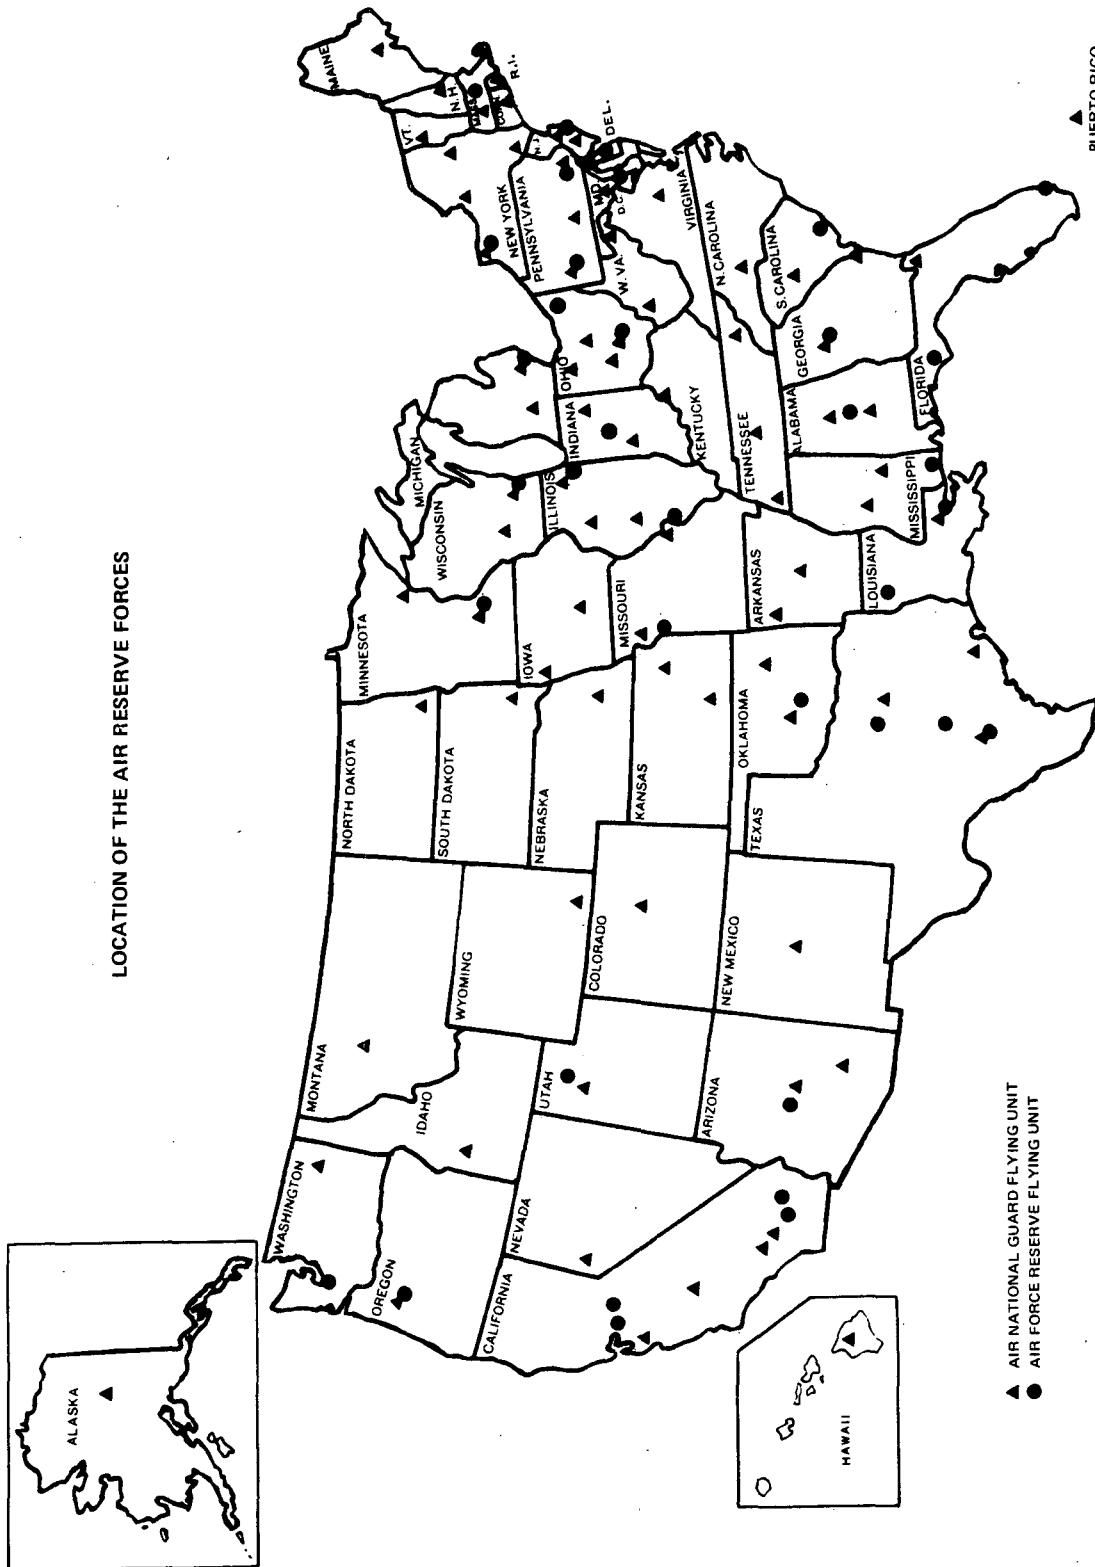 LOCATION OF THE AIR RESERVE FORCES
ALASKA
WASHINGTON
OREGON
CALIFORNIA
NEVADA
IDAHO
MONTANA
WYOMING
UTAH
ARIZONA
COLORADO
NEW MEXICO
NORTH DAKOTA
SOUTH DAKOTA
NEBRASKA
KANSAS
OKLAHOMA
TEXAS
MINNESOTA
IOWA
MISSOURI
ARKANSAS
LOUISIANA
WISCONSIN
MICHIGAN
ILLINOIS
INDIANA
OHIO
KENTUCKY
TENNESSEE
MISSISSIPPI
ALABAMA
GEORGIA
FLORIDA
S. CAROLINA
N. CAROLINA
VIRGINIA
W. VA.
MD.
D.C.
DEL.
PENNSYLVANIA
N.J.
NEW YORK
CONN
R.I.
MASS
VT.
N.H.
MAINE
HAWAII
PUERTO RICO
▲ AIR NATIONAL GUARD FLYING UNIT
● AIR FORCE RESERVE FLYING UNIT